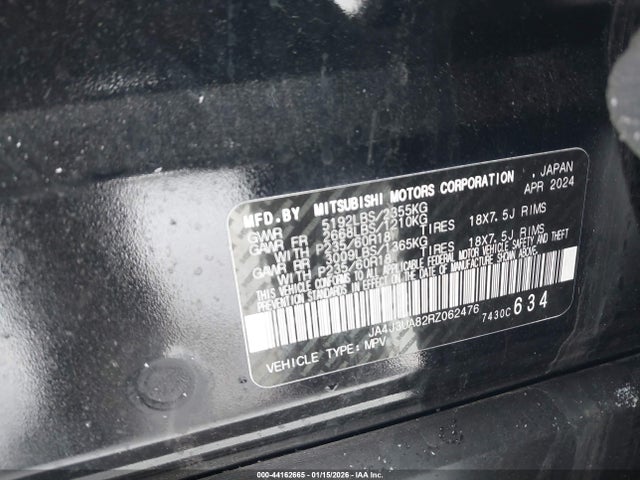 MFD.BY MITSUBISHI MOTORS CORPORATION , JAPAN
APR 2024
GVWR 5192LBS/2355KG
GAWR FR 2668LBS/1210KG
WITH P235/60R18 TIRES 18X7.5J RIMS
GAWR RR 3009LBS/1365KG
WITH P235/60R18 TIRES 18X7.5J RIMS
THIS VEHICLE CONFORMS TO ALL APPLICABLE FEDERAL MOTOR VEHICLE SAFETY AND THEFT
PREVENTION STANDARDS IN EFFECT ON THE DATE OF MANUFACTURE SHOWN ABOVE.
JA4J3UA82RZ062476 7430C 634
VEHICLE TYPE: MPV
000-44162665 - 01/15/2026 - IAA, Inc.